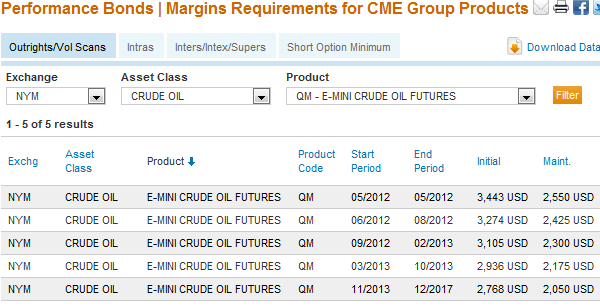 Performance Bonds | Margins Requirements for CME Group Products
Outrights/Vol Scans Intras Inters/Intex/Supers Short Option Minimum Download Data
Exchange Asset Class Product
NYM CRUDE OIL QM - E-MINI CRUDE OIL FUTURES Filter
1 - 5 of 5 results
Exchg Asset Class Product Product Code Start Period End Period Initial Maint.
NYM CRUDE OIL E-MINI CRUDE OIL FUTURES QM 05/2012 05/2012 3,443 USD 2,550 USD
NYM CRUDE OIL E-MINI CRUDE OIL FUTURES QM 06/2012 08/2012 3,274 USD 2,425 USD
NYM CRUDE OIL E-MINI CRUDE OIL FUTURES QM 09/2012 02/2013 3,105 USD 2,300 USD
NYM CRUDE OIL E-MINI CRUDE OIL FUTURES QM 03/2013 10/2013 2,936 USD 2,175 USD
NYM CRUDE OIL E-MINI CRUDE OIL FUTURES QM 11/2013 12/2017 2,768 USD 2,050 USD